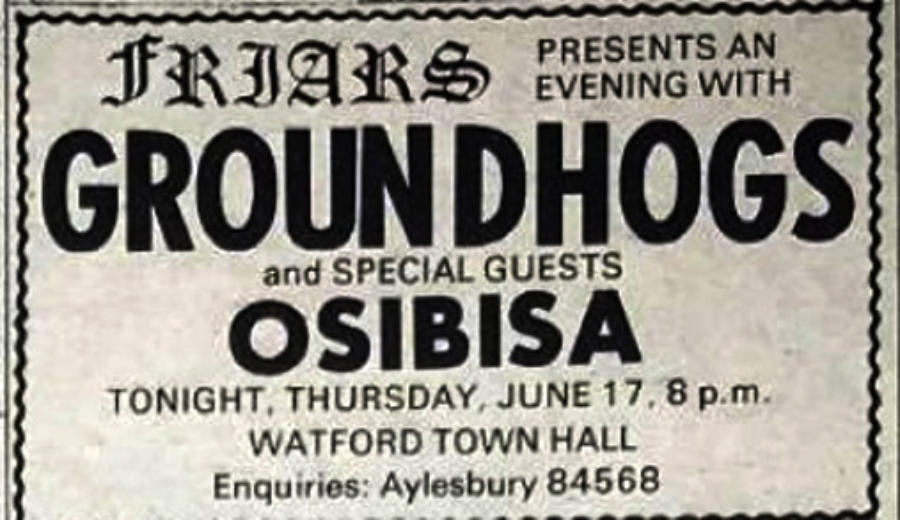 FRIARS PRESENTS AN
EVENING WITH
GROUNDHOGS
and SPECIAL GUESTS
OSIBISA
TONIGHT, THURSDAY, JUNE 17, 8 p.m.
WATFORD TOWN HALL
Enquiries: Aylesbury 84568